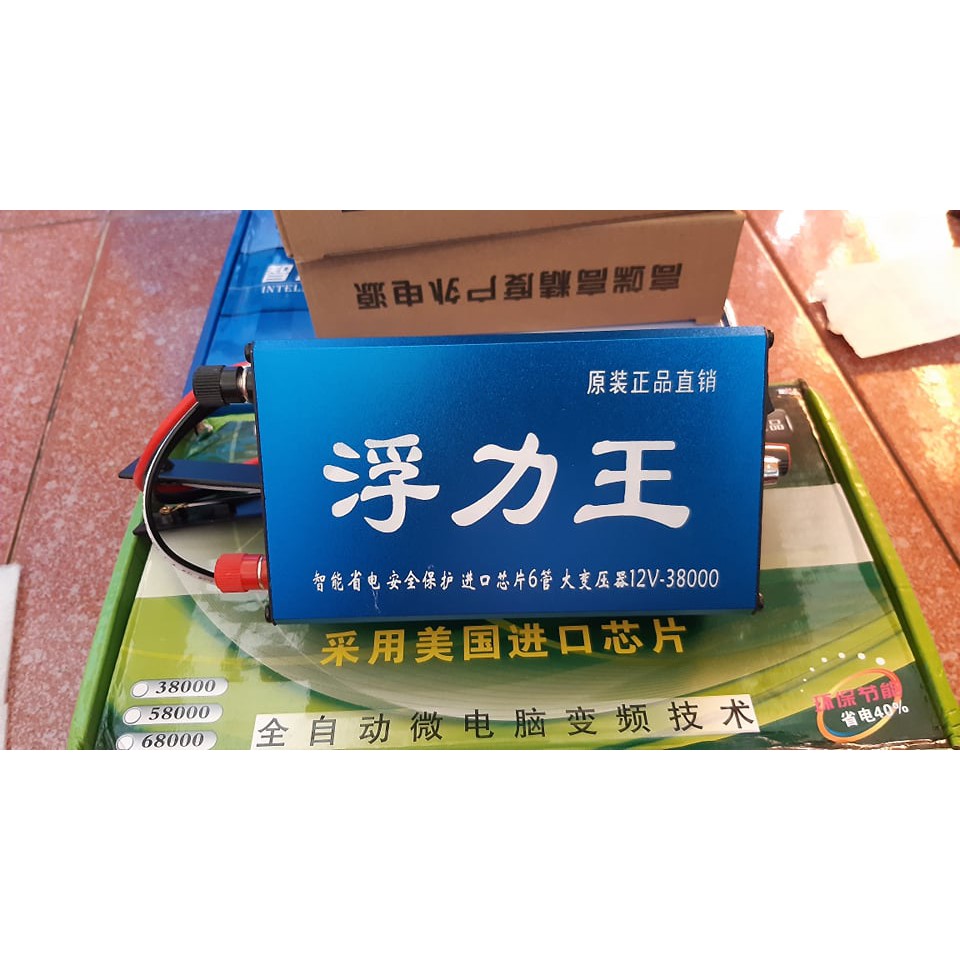 INTEL
高端高精度户外电源
原装正品直销
浮力王
智能省电 安全保护 进口芯片6管 大变压器12V-38000
采用美国进口芯片
38000
58000
68000
全自动微电脑变频技术
环保节能
省电40%